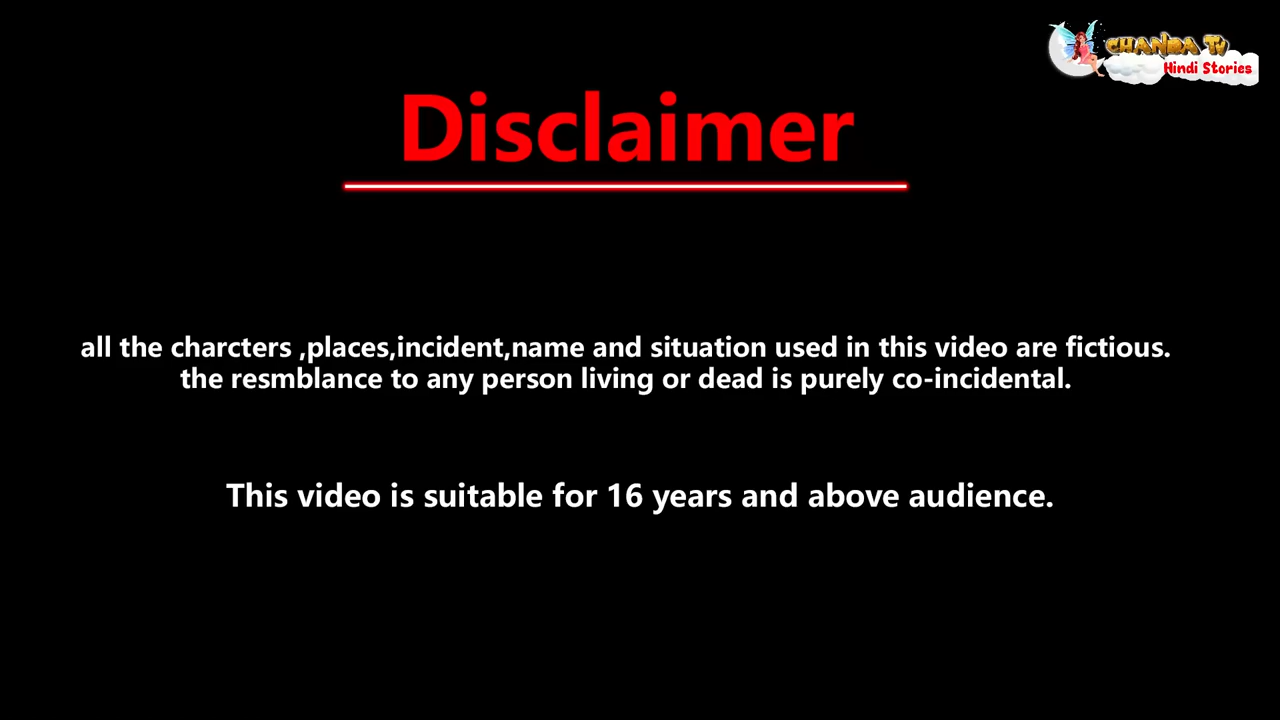 CHANDRA TV
Hindi Stories
Disclaimer
all the charcters ,places,incident,name and situation used in this video are fictious.
the resmblance to any person living or dead is purely co-incidental.
This video is suitable for 16 years and above audience.